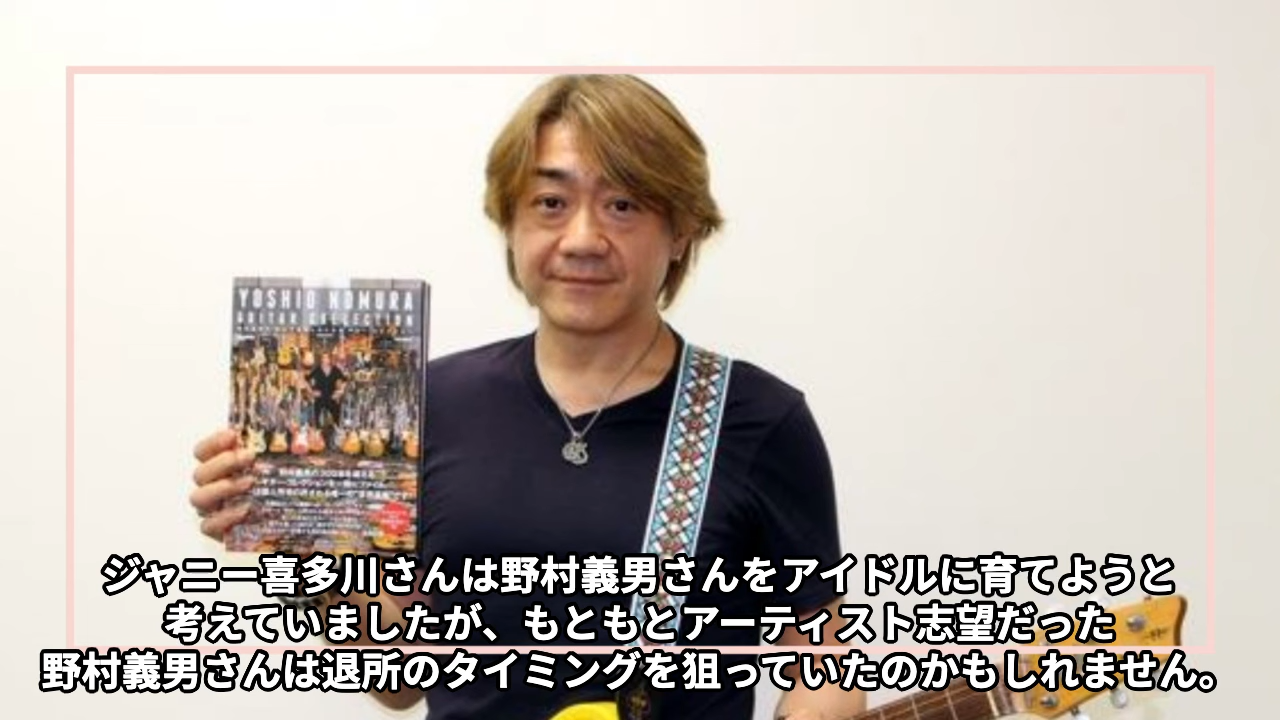 YOSHIO NOMURA
GUITAR COLLECTION
ジャニー喜多川さんは野村義男さんをアイドルに育てようと
考えていましたが、もともとアーティスト志望だった
野村義男さんは退所のタイミングを狙っていたのかもしれません。